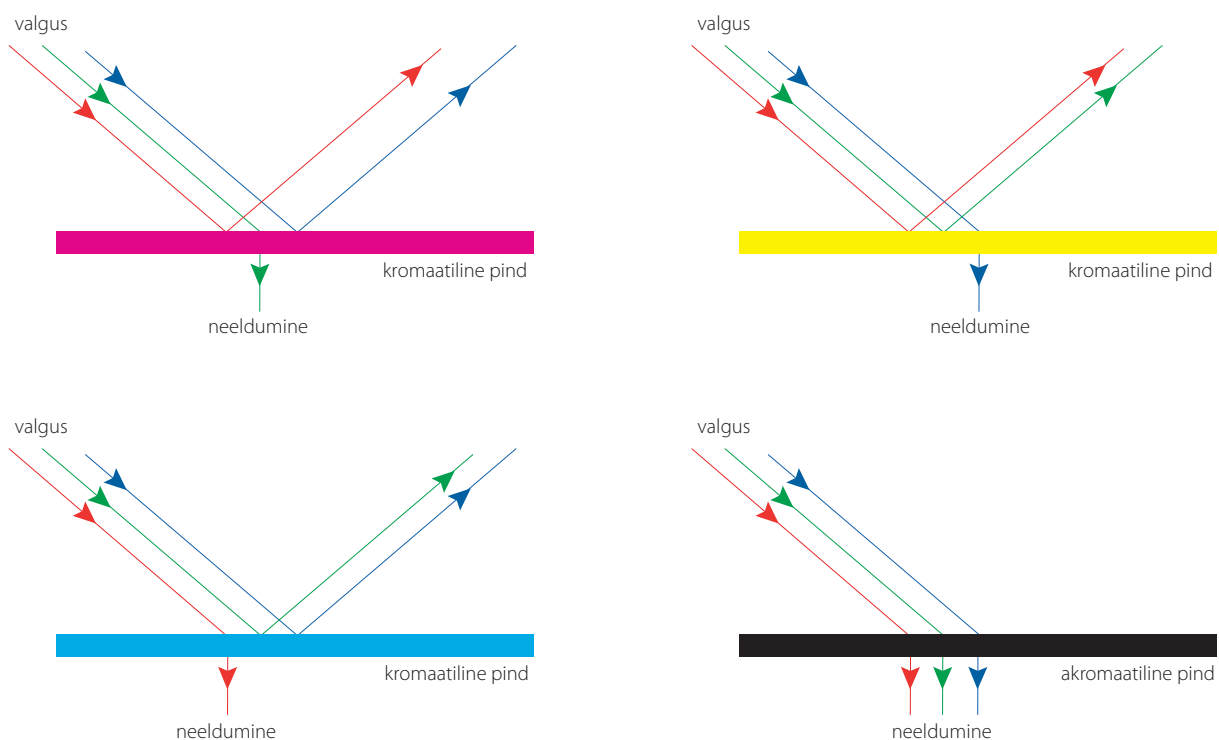 valgus
kromaatiline pind
neeldumine
valgus
kromaatiline pind
neeldumine
valgus
kromaatiline pind
neeldumine
valgus
akromaatiline pind
neeldumine